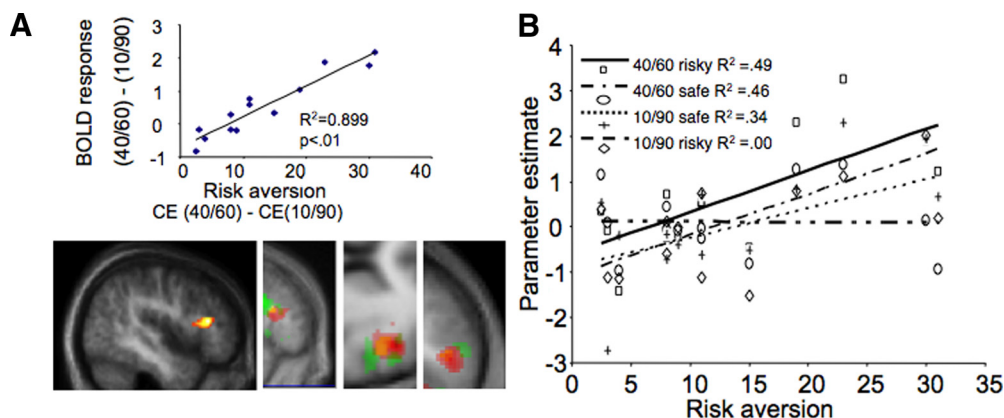 A
BOLD response
(40/60) - (10/90)
3
2
1
0
-1
R²=0.899
p<.01
0 10 20 30 40
Risk aversion
CE (40/60) - CE(10/90)
B
Parameter estimate
4
3
2
1
0
-1
-2
-3
40/60 risky R² =.49
40/60 safe R² =.46
10/90 safe R² =.34
10/90 risky R² =.00
0 5 10 15 20 25 30 35
Risk aversion